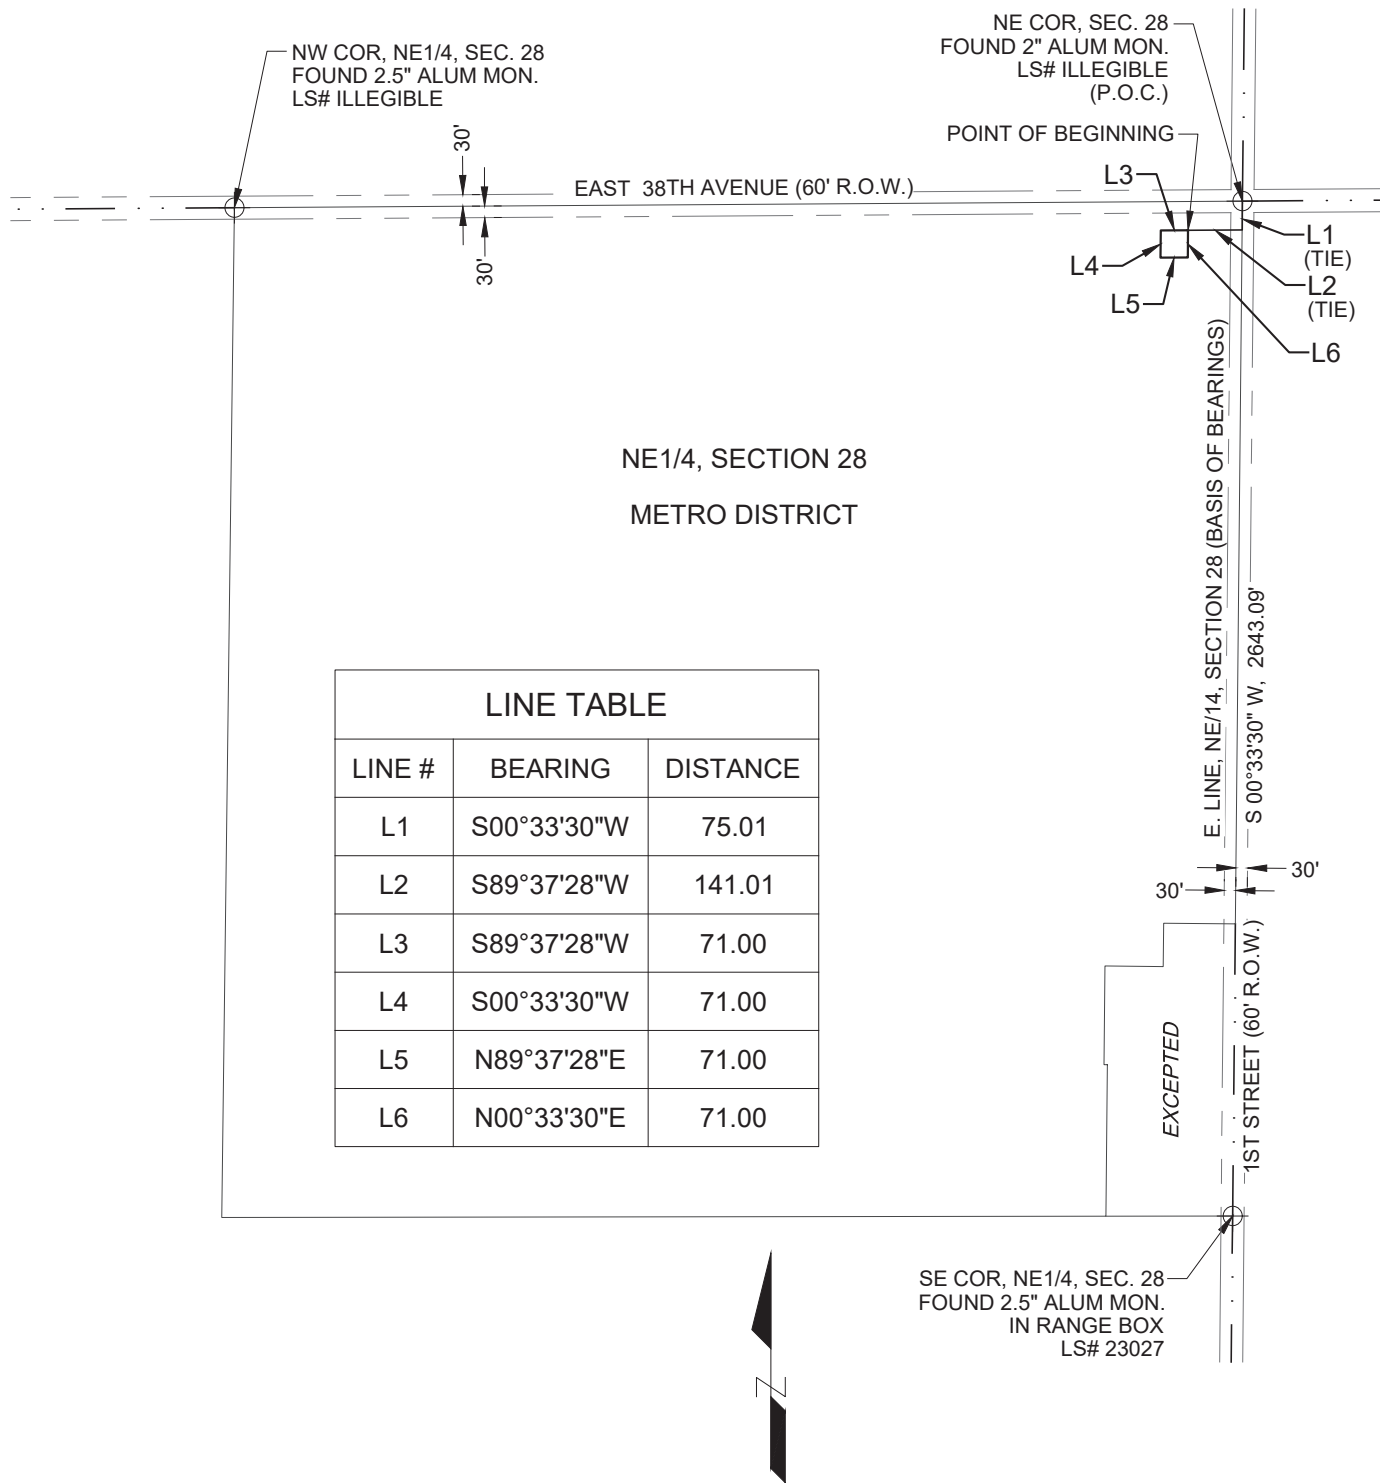 NW COR, NE1/4, SEC. 28
FOUND 2.5" ALUM MON.
LS# ILLEGIBLE
NE COR, SEC. 28
FOUND 2" ALUM MON.
LS# ILLEGIBLE
(P.O.C.)
POINT OF BEGINNING
30'
30'
EAST 38TH AVENUE (60' R.O.W.)
L3
L4
L5
L1
(TIE)
L2
(TIE)
L6
NE1/4, SECTION 28
METRO DISTRICT
E. LINE, NE/14, SECTION 28 (BASIS OF BEARINGS)
S 00°33'30" W, 2643.09'
LINE TABLE
LINE # BEARING DISTANCE
L1 S00°33'30"W 75.01
L2 S89°37'28"W 141.01
L3 S89°37'28"W 71.00
L4 S00°33'30"W 71.00
L5 N89°37'28"E 71.00
L6 N00°33'30"E 71.00
30'
30'
EXCEPTED
1ST STREET (60' R.O.W.)
SE COR, NE1/4, SEC. 28
FOUND 2.5" ALUM MON.
IN RANGE BOX
LS# 23027
Z